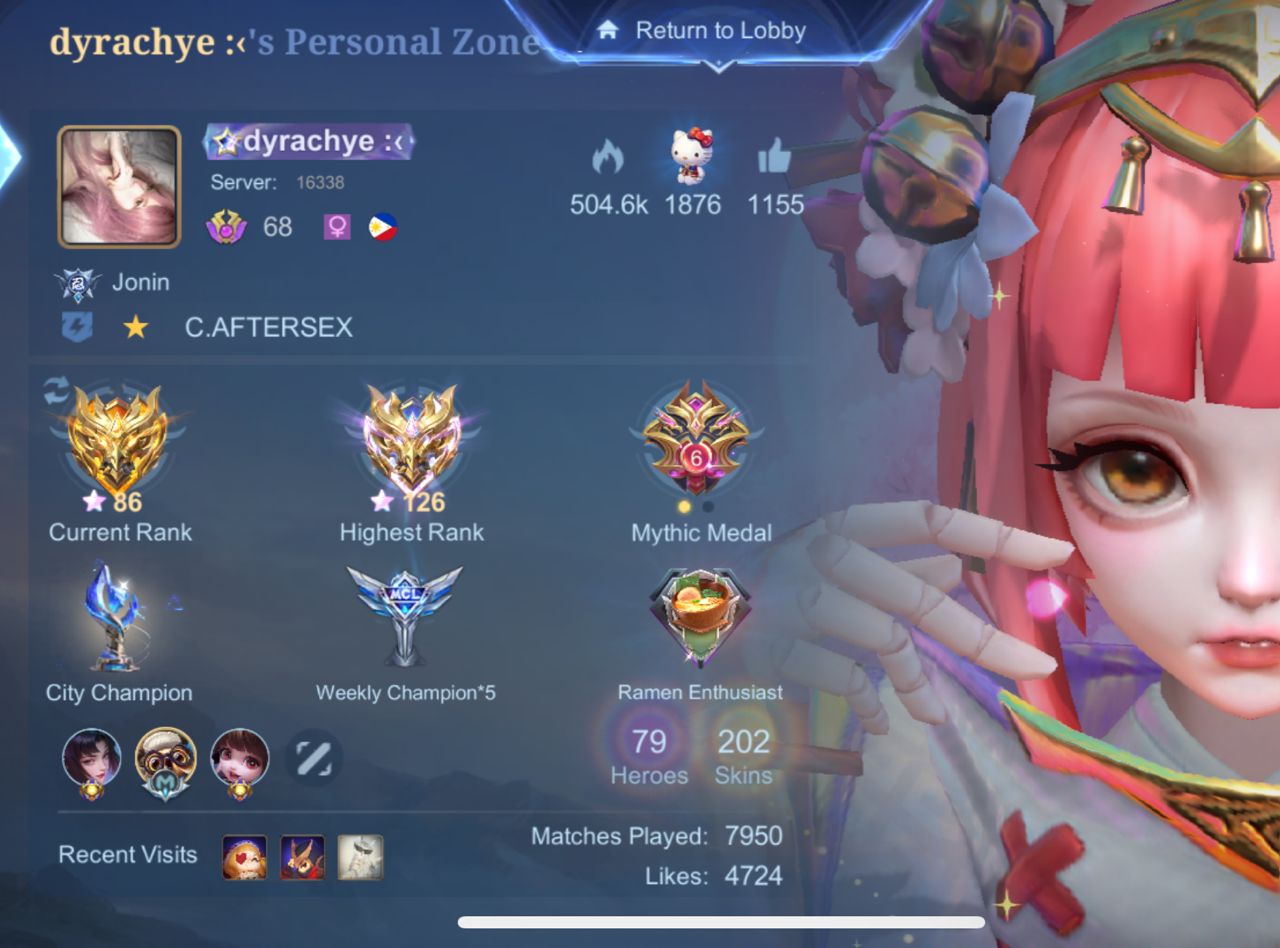 dyrachye :‹'s Personal Zone
Return to Lobby
dyrachye :‹
Server: 16338
68
504.6k 1876 1155
忍 Jonin
C.AFTERSEX
86
126
6
Current Rank
Highest Rank
Mythic Medal
MCL
City Champion
Weekly Champion*5
Ramen Enthusiast
79 202
Heroes Skins
M
Matches Played: 7950
Recent Visits
Likes: 4724